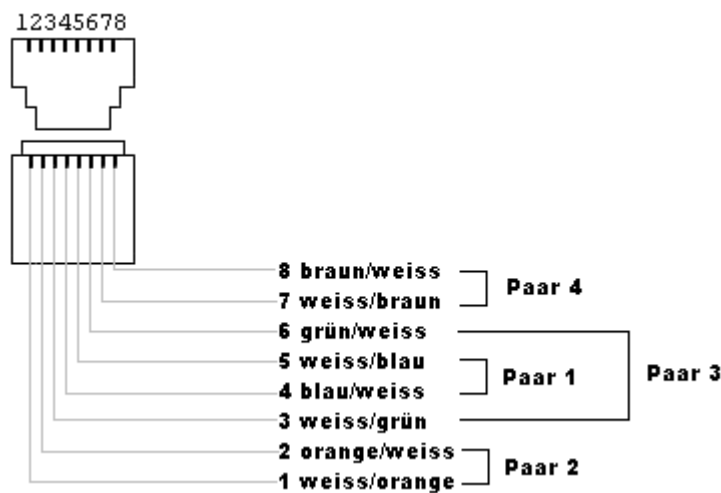 12345678
8 braun/weiss
7 weiss/braun
Paar 4
6 grün/weiss
5 weiss/blau
4 blau/weiss
Paar 1
Paar 3
3 weiss/grün
2 orange/weiss
1 weiss/orange
Paar 2